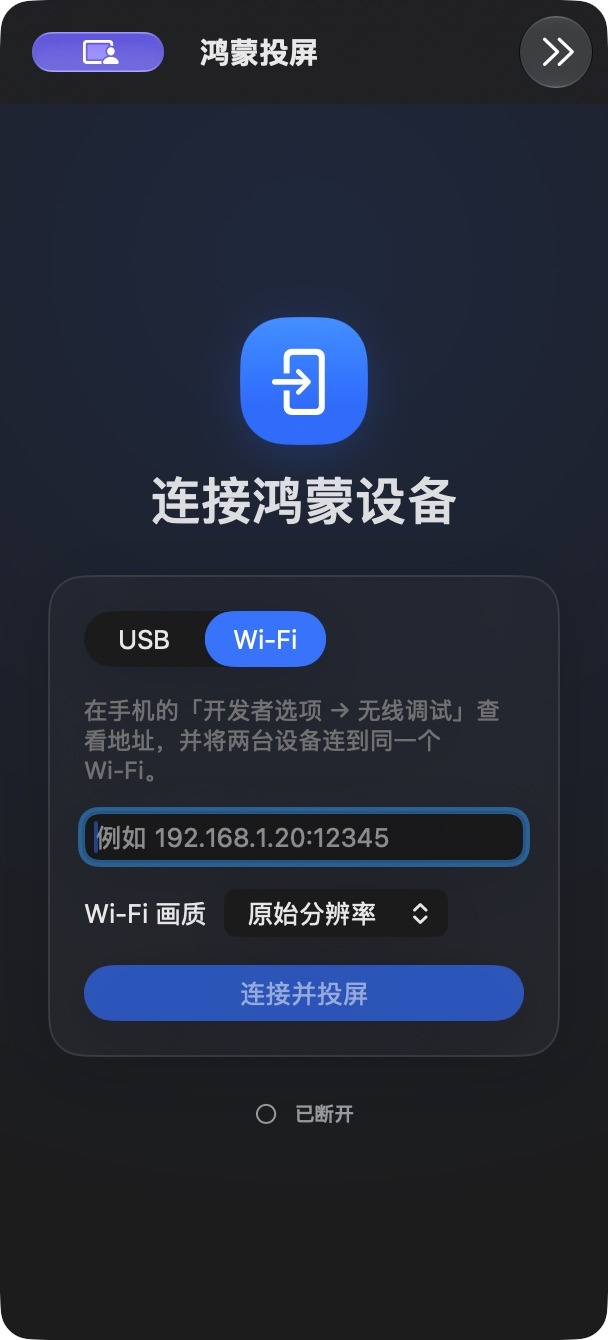 鸿蒙投屏
连接鸿蒙设备
USB Wi-Fi
在手机的「开发者选项 → 无线调试」查
看地址，并将两台设备连到同一个
Wi-Fi。
例如 192.168.1.20:12345
Wi-Fi 画质 原始分辨率
连接并投屏
已断开